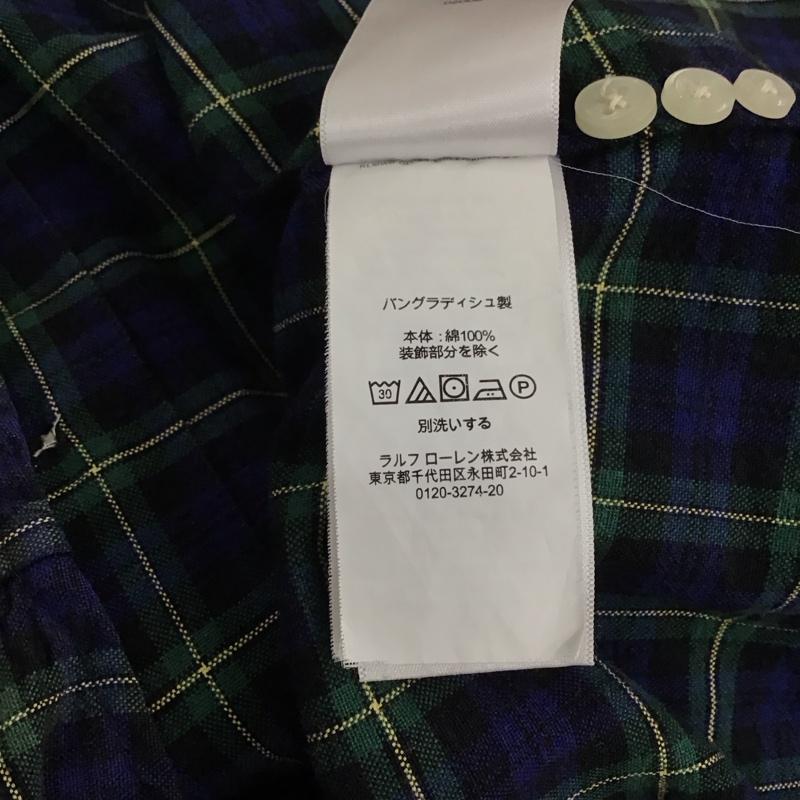 バングラディシュ製
本体 : 綿100%
装飾部分を除く
30 P
別洗いする
ラルフ ローレン株式会社
東京都千代田区永田町2-10-1
0120-3274-20